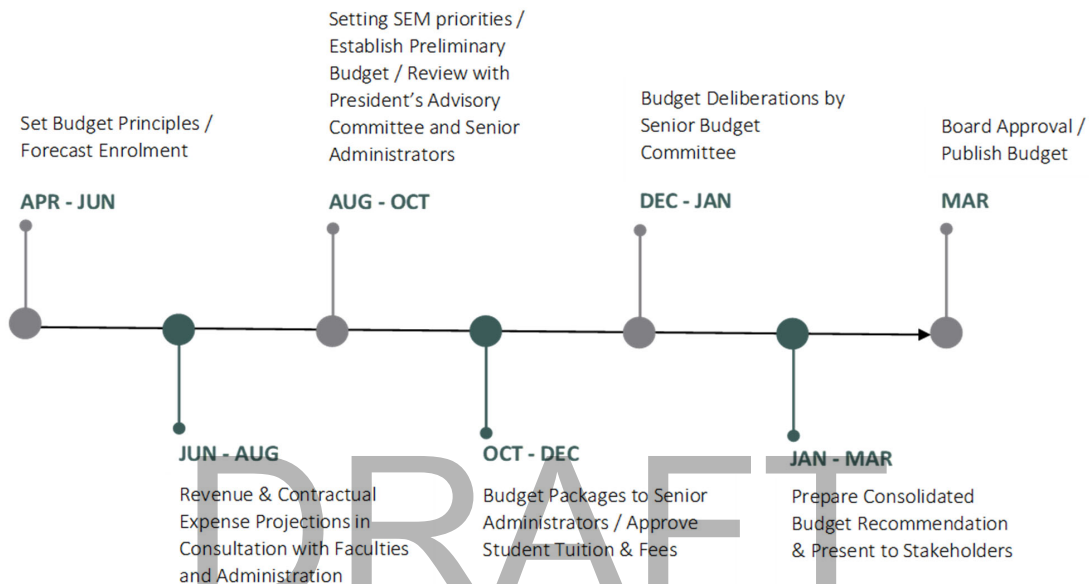 Set Budget Principles /
Forecast Enrolment
APR - JUN
Setting SEM priorities /
Establish Preliminary
Budget / Review with
President’s Advisory
Committee and Senior
Administrators
AUG - OCT
Budget Deliberations by
Senior Budget
Committee
DEC - JAN
Board Approval /
Publish Budget
MAR
JUN - AUG
Revenue & Contractual
Expense Projections in
Consultation with Faculties
and Administration
OCT - DEC
Budget Packages to Senior
Administrators / Approve
Student Tuition & Fees
JAN - MAR
Prepare Consolidated
Budget Recommendation
& Present to Stakeholders
DRAFT